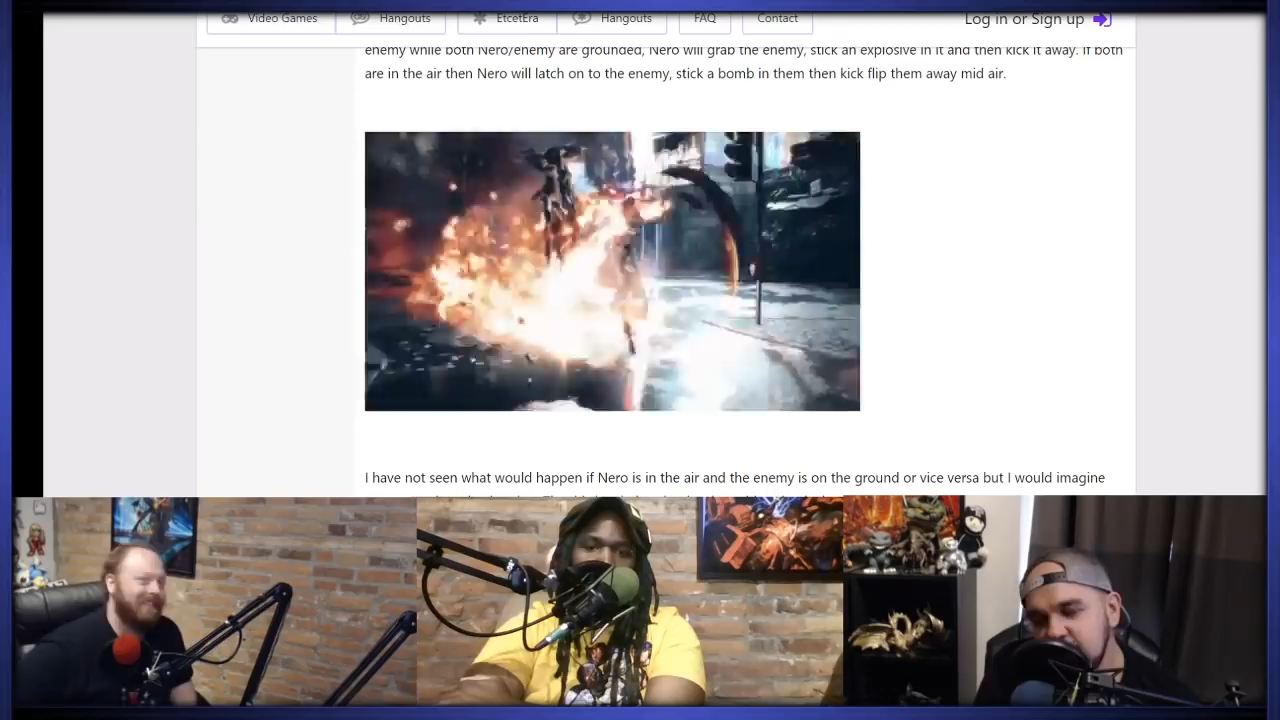 Video Games Hangouts EtcetEra Hangouts FAQ Contact Log in or Sign up
enemy while both Nero/enemy are grounded, Nero will grab the enemy, stick an explosive in it and then kick it away. If both
are in the air then Nero will latch on to the enemy, stick a bomb in them then kick flip them away mid air.
I have not seen what would happen if Nero is in the air and the enemy is on the ground or vice versa but I would imagine